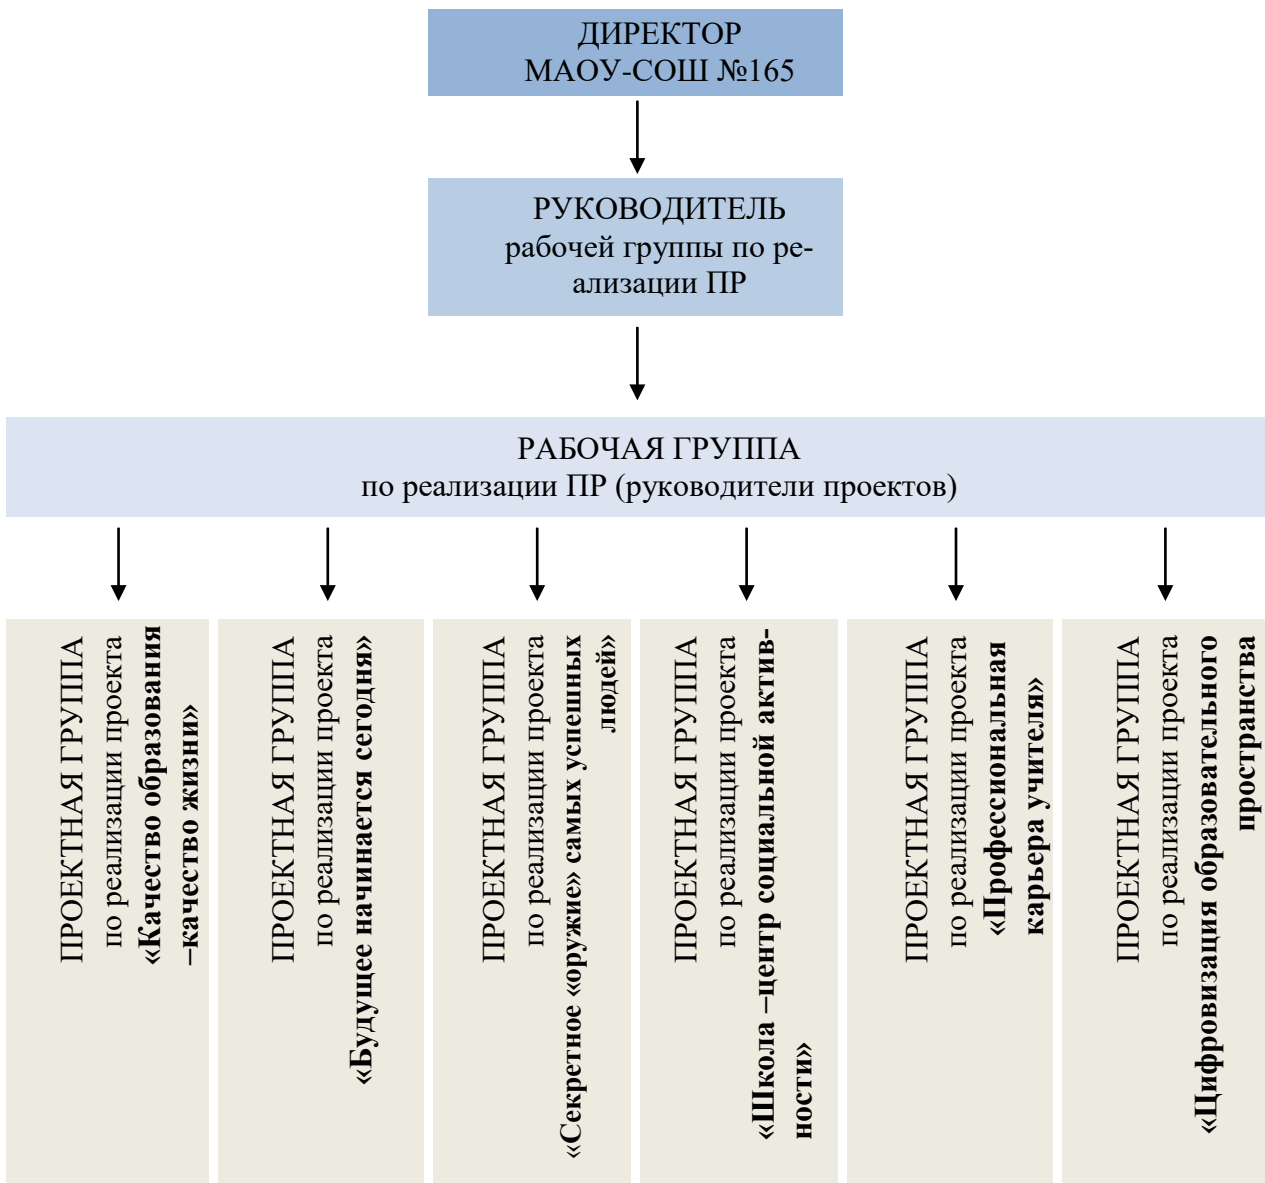 ДИРЕКТОР
МАОУ-СОШ №165
РУКОВОДИТЕЛЬ
рабочей группы по ре-
ализации ПР
РАБОЧАЯ ГРУППА
по реализации ПР (руководители проектов)
ПРОЕКТНАЯ ГРУППА
по реализации проекта
«Качество образования
–качество жизни»
ПРОЕКТНАЯ ГРУППА
по реализации проекта
«Будущее начинается сегодня»
ПРОЕКТНАЯ ГРУППА
по реализации проекта
«Секретное «оружие» самых успешных
людей»
ПРОЕКТНАЯ ГРУППА
по реализации проекта
«Школа –центр социальной актив-
ности»
ПРОЕКТНАЯ ГРУППА
по реализации проекта
«Профессиональная
карьера учителя»
ПРОЕКТНАЯ ГРУППА
по реализации проекта
«Цифровизация образовательного
пространства